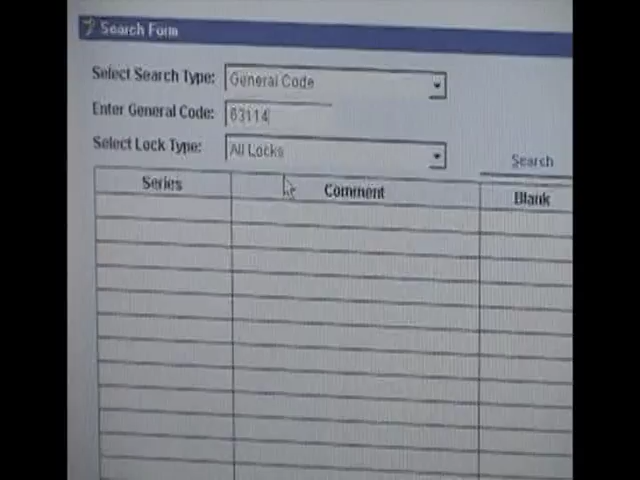 Search Form
Select Search Type: General Code
Enter General Code: 63114
Select Lock Type: All Locks
Search
Series Comment Blank